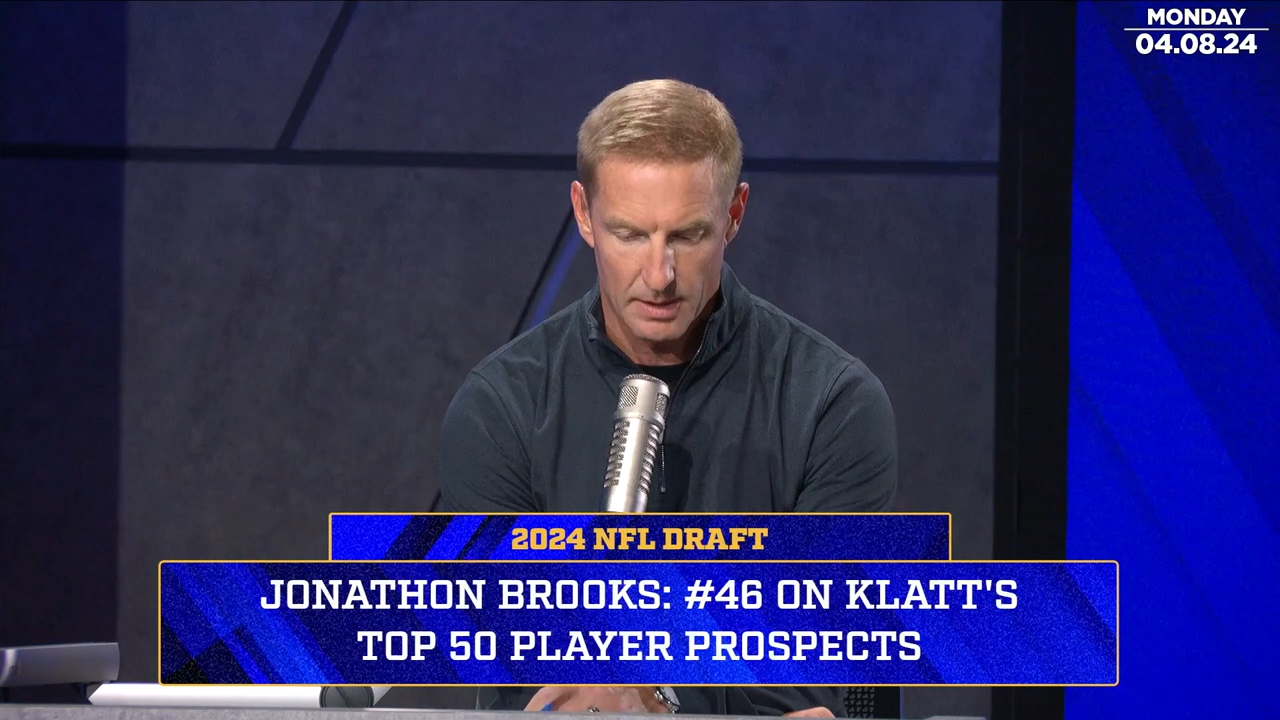 MONDAY
04.08.24
2024 NFL DRAFT
JONATHON BROOKS: #46 ON KLATT'S
TOP 50 PLAYER PROSPECTS